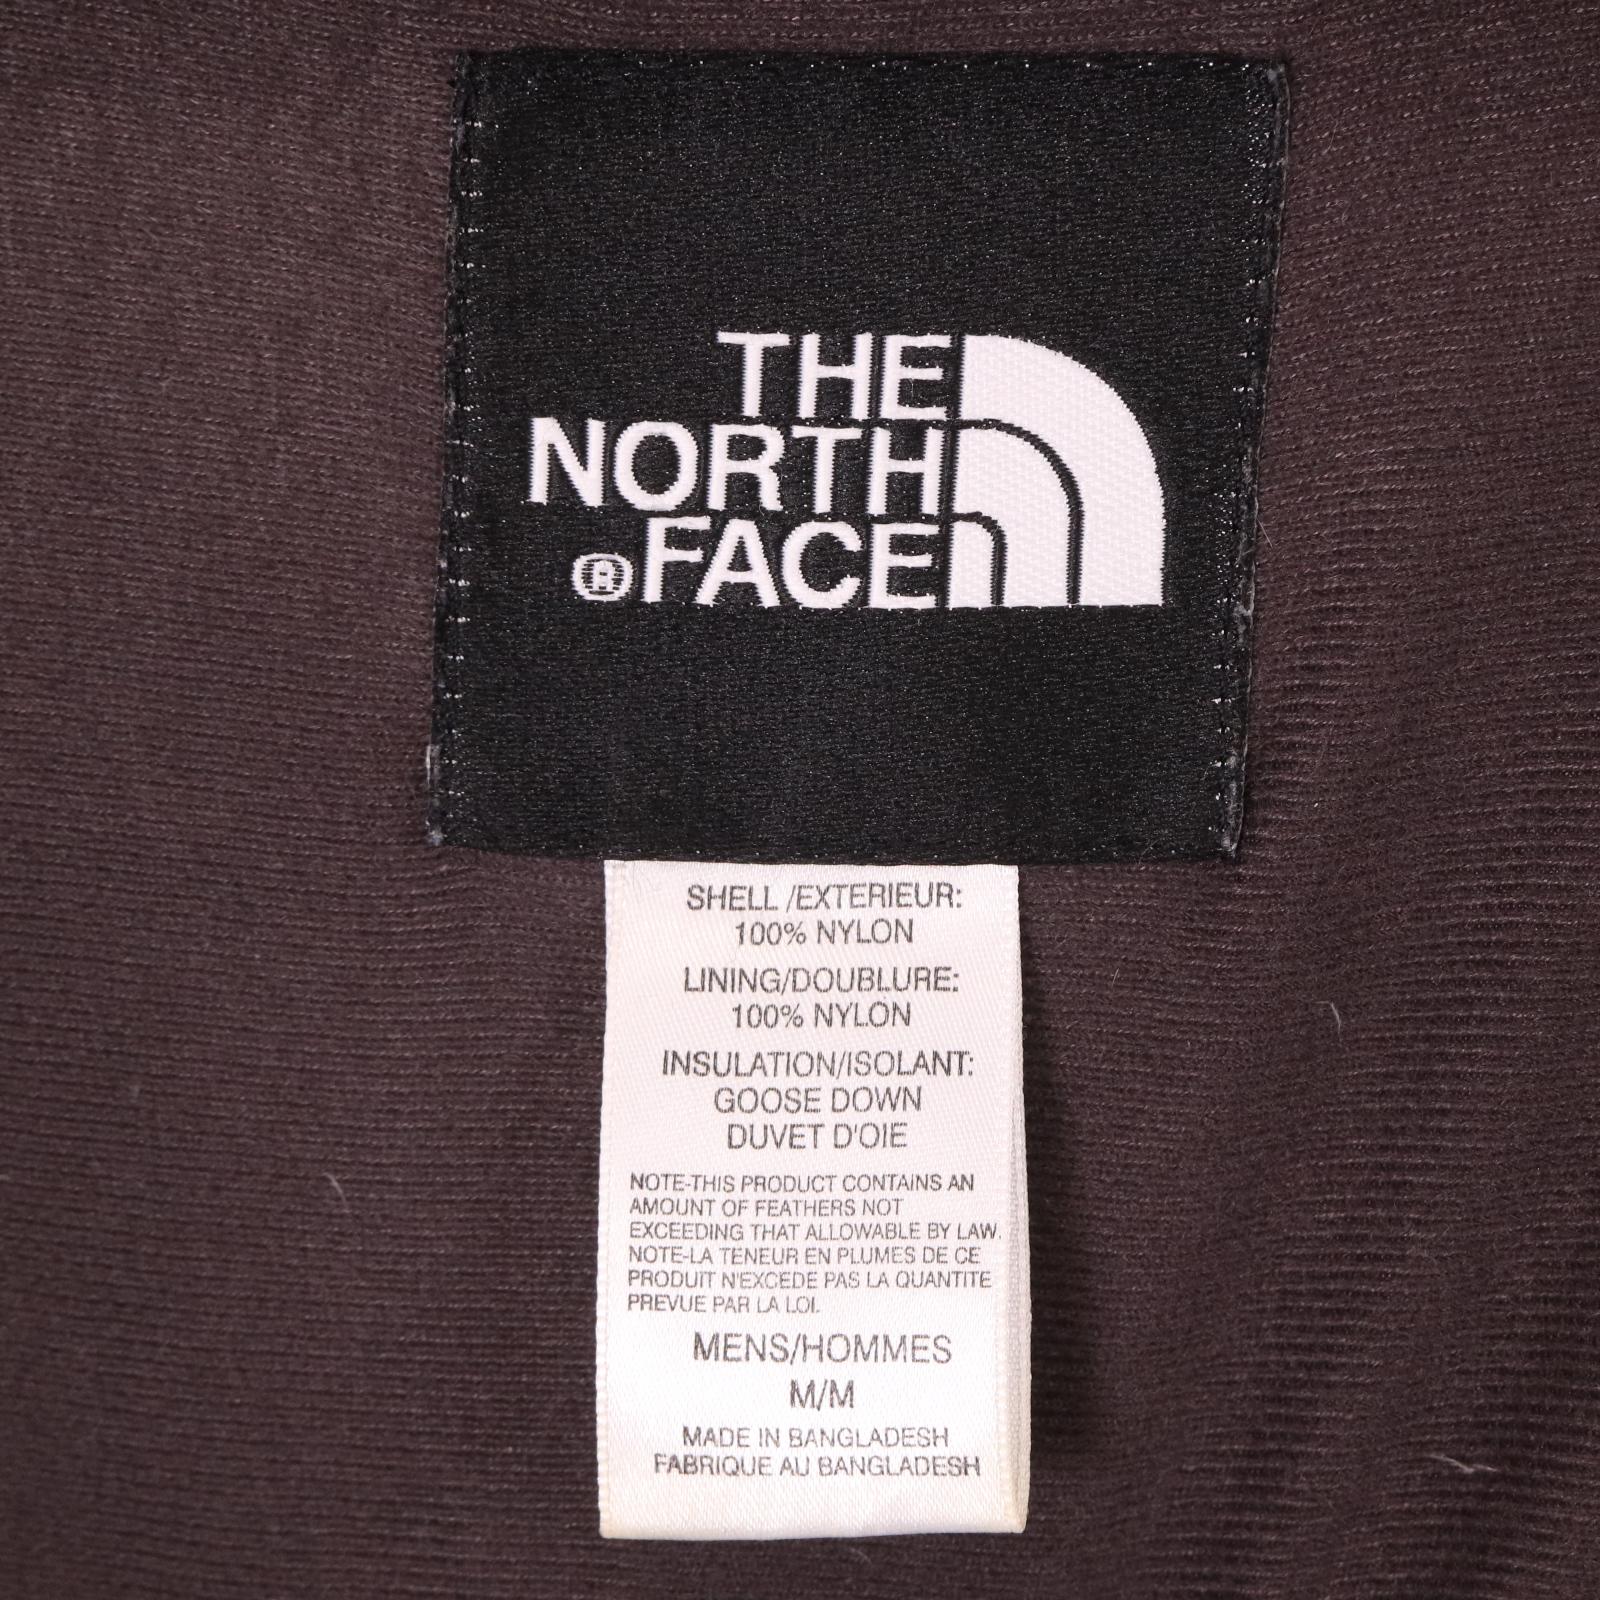 THE
NORTH
®FACE
SHELL /EXTERIEUR:
100% NYLON
LINING/DOUBLURE:
100% NYLON
INSULATION/ISOLANT:
GOOSE DOWN
DUVET D'OIE
NOTE-THIS PRODUCT CONTAINS AN
AMOUNT OF FEATHERS NOT
EXCEEDING THAT ALLOWABLE BY LAW.
NOTE-LA TENEUR EN PLUMES DE CE
PRODUIT N'EXCEDE PAS LA QUANTITE
PREVUE PAR LA LOI.
MENS/HOMMES
M/M
MADE IN BANGLADESH
FABRIQUE AU BANGLADESH